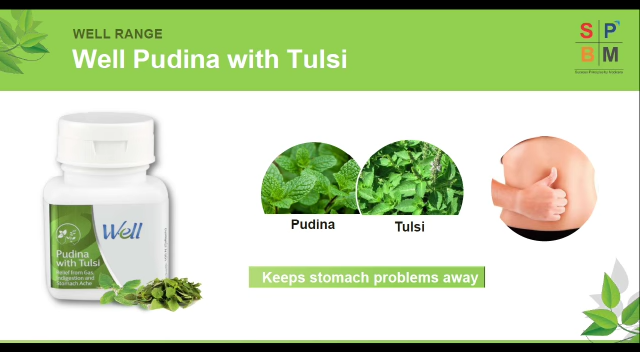 WELL RANGE
Well Pudina with Tulsi
S P
B M
Well
Pudina
with Tulsi
Relief from Gas,
Indigestion and
Stomach Ache
Pudina
Tulsi
Keeps stomach problems away